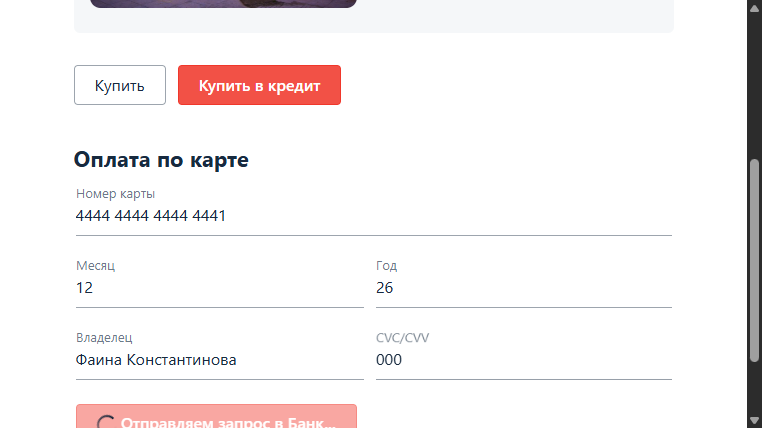 Купить
Купить в кредит
Оплата по карте
Номер карты
4444 4444 4444 4441
Месяц
Год
12
26
Владелец
CVC/CVV
Фаина Константинова
000
Отправляем запрос в Банк...